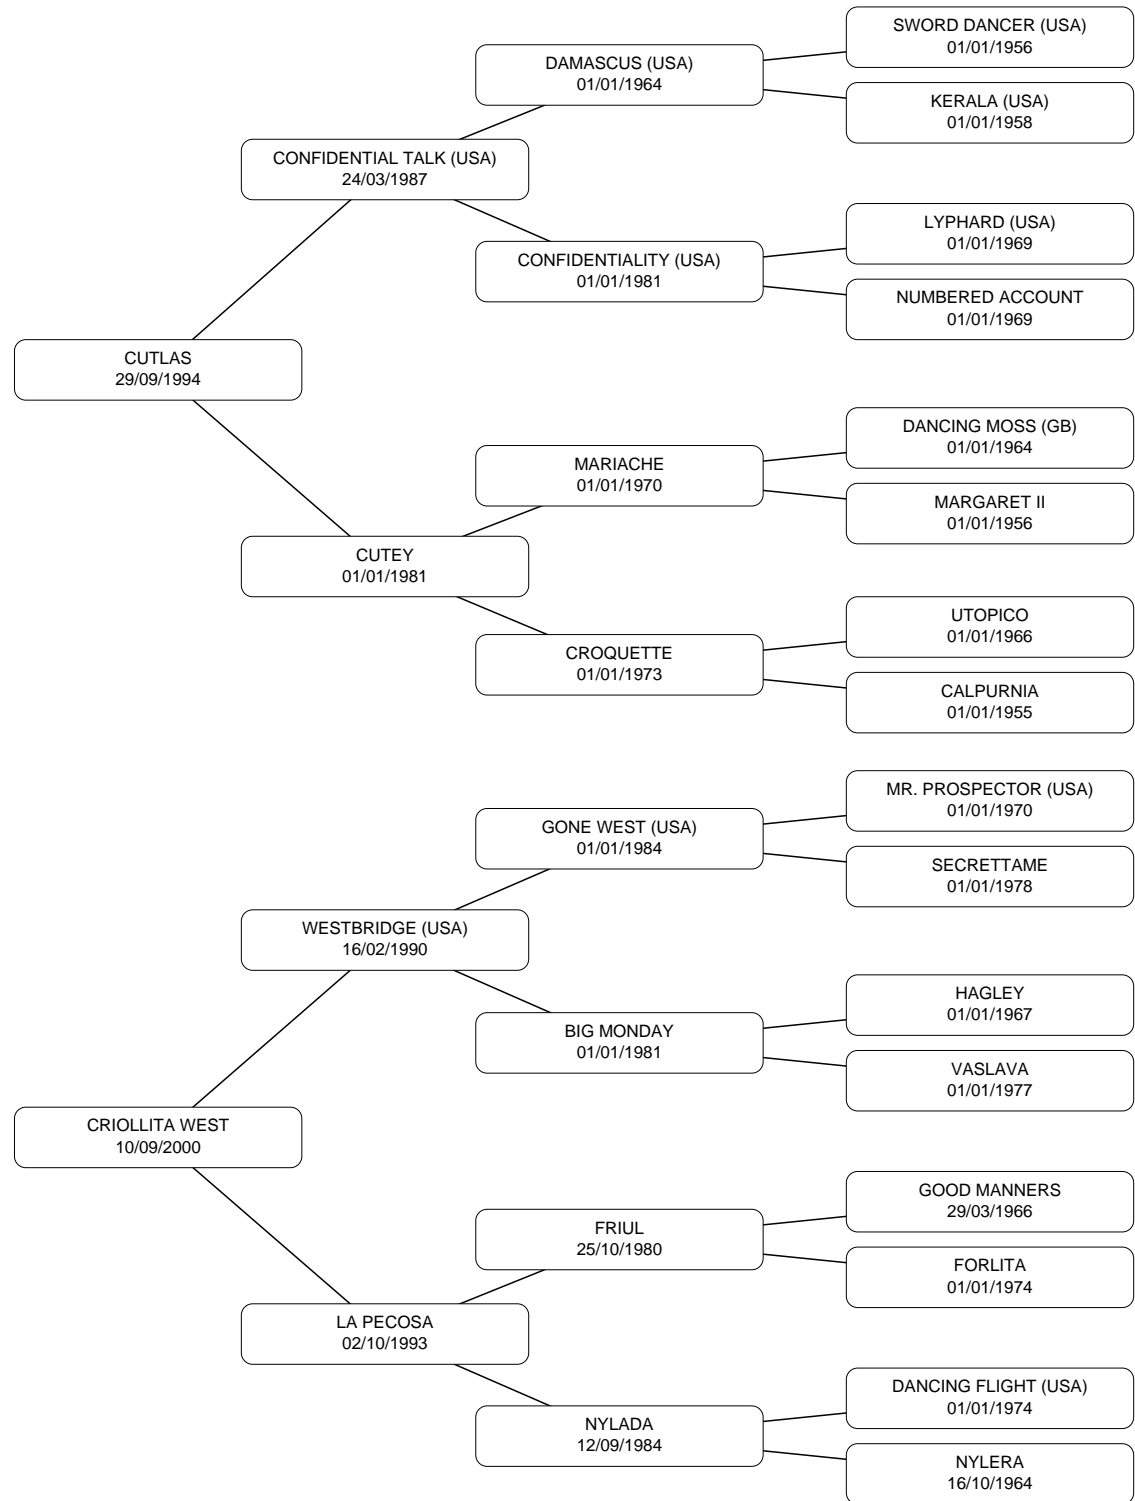 SWORD DANCER (USA)
01/01/1956
DAMASCUS (USA)
01/01/1964
KERALA (USA)
01/01/1958
CONFIDENTIAL TALK (USA)
24/03/1987
LYPHARD (USA)
01/01/1969
CONFIDENTIALITY (USA)
01/01/1981
NUMBERED ACCOUNT
01/01/1969
CUTLAS
29/09/1994
DANCING MOSS (GB)
01/01/1964
MARIACHE
01/01/1970
MARGARET II
01/01/1956
CUTEY
01/01/1981
UTOPICO
01/01/1966
CROQUETTE
01/01/1973
CALPURNIA
01/01/1955
MR. PROSPECTOR (USA)
01/01/1970
GONE WEST (USA)
01/01/1984
SECRETTAME
01/01/1978
WESTBRIDGE (USA)
16/02/1990
HAGLEY
01/01/1967
BIG MONDAY
01/01/1981
VASLAVA
01/01/1977
CRIOLLITA WEST
10/09/2000
GOOD MANNERS
29/03/1966
FRIUL
25/10/1980
FORLITA
01/01/1974
LA PECOSA
02/10/1993
DANCING FLIGHT (USA)
01/01/1974
NYLADA
12/09/1984
NYLERA
16/10/1964